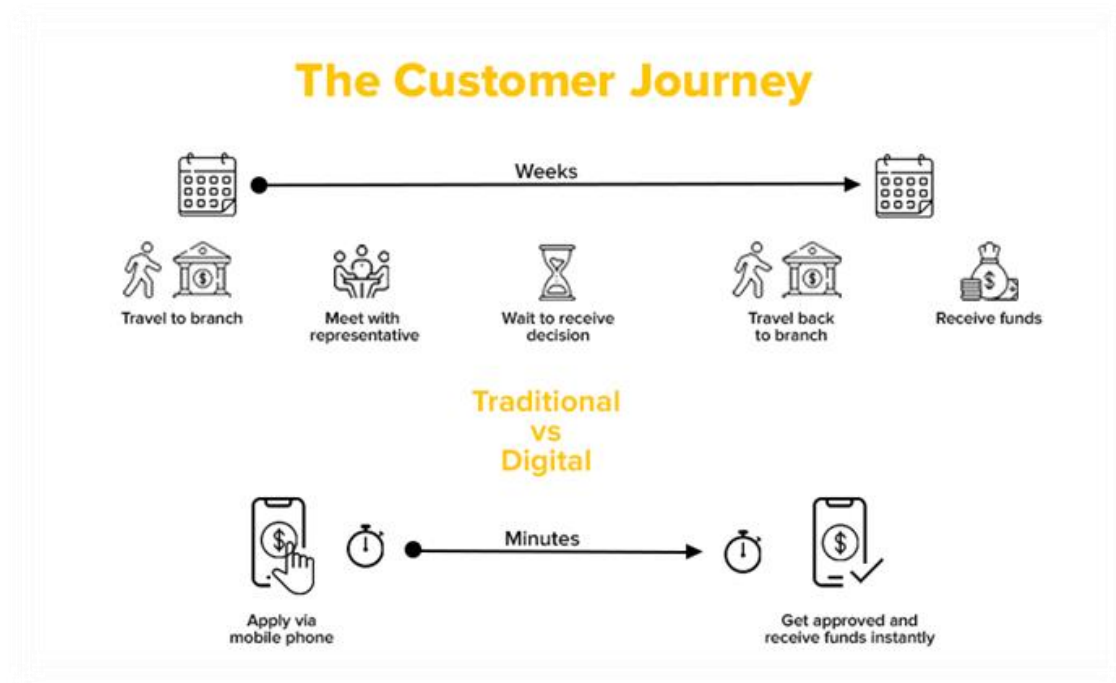 The Customer Journey
Weeks
Travel to branch
Meet with
representative
Wait to receive
decision
Travel back
to branch
Receive funds
Traditional
vs
Digital
Minutes
Apply via
mobile phone
Get approved and
receive funds instantly